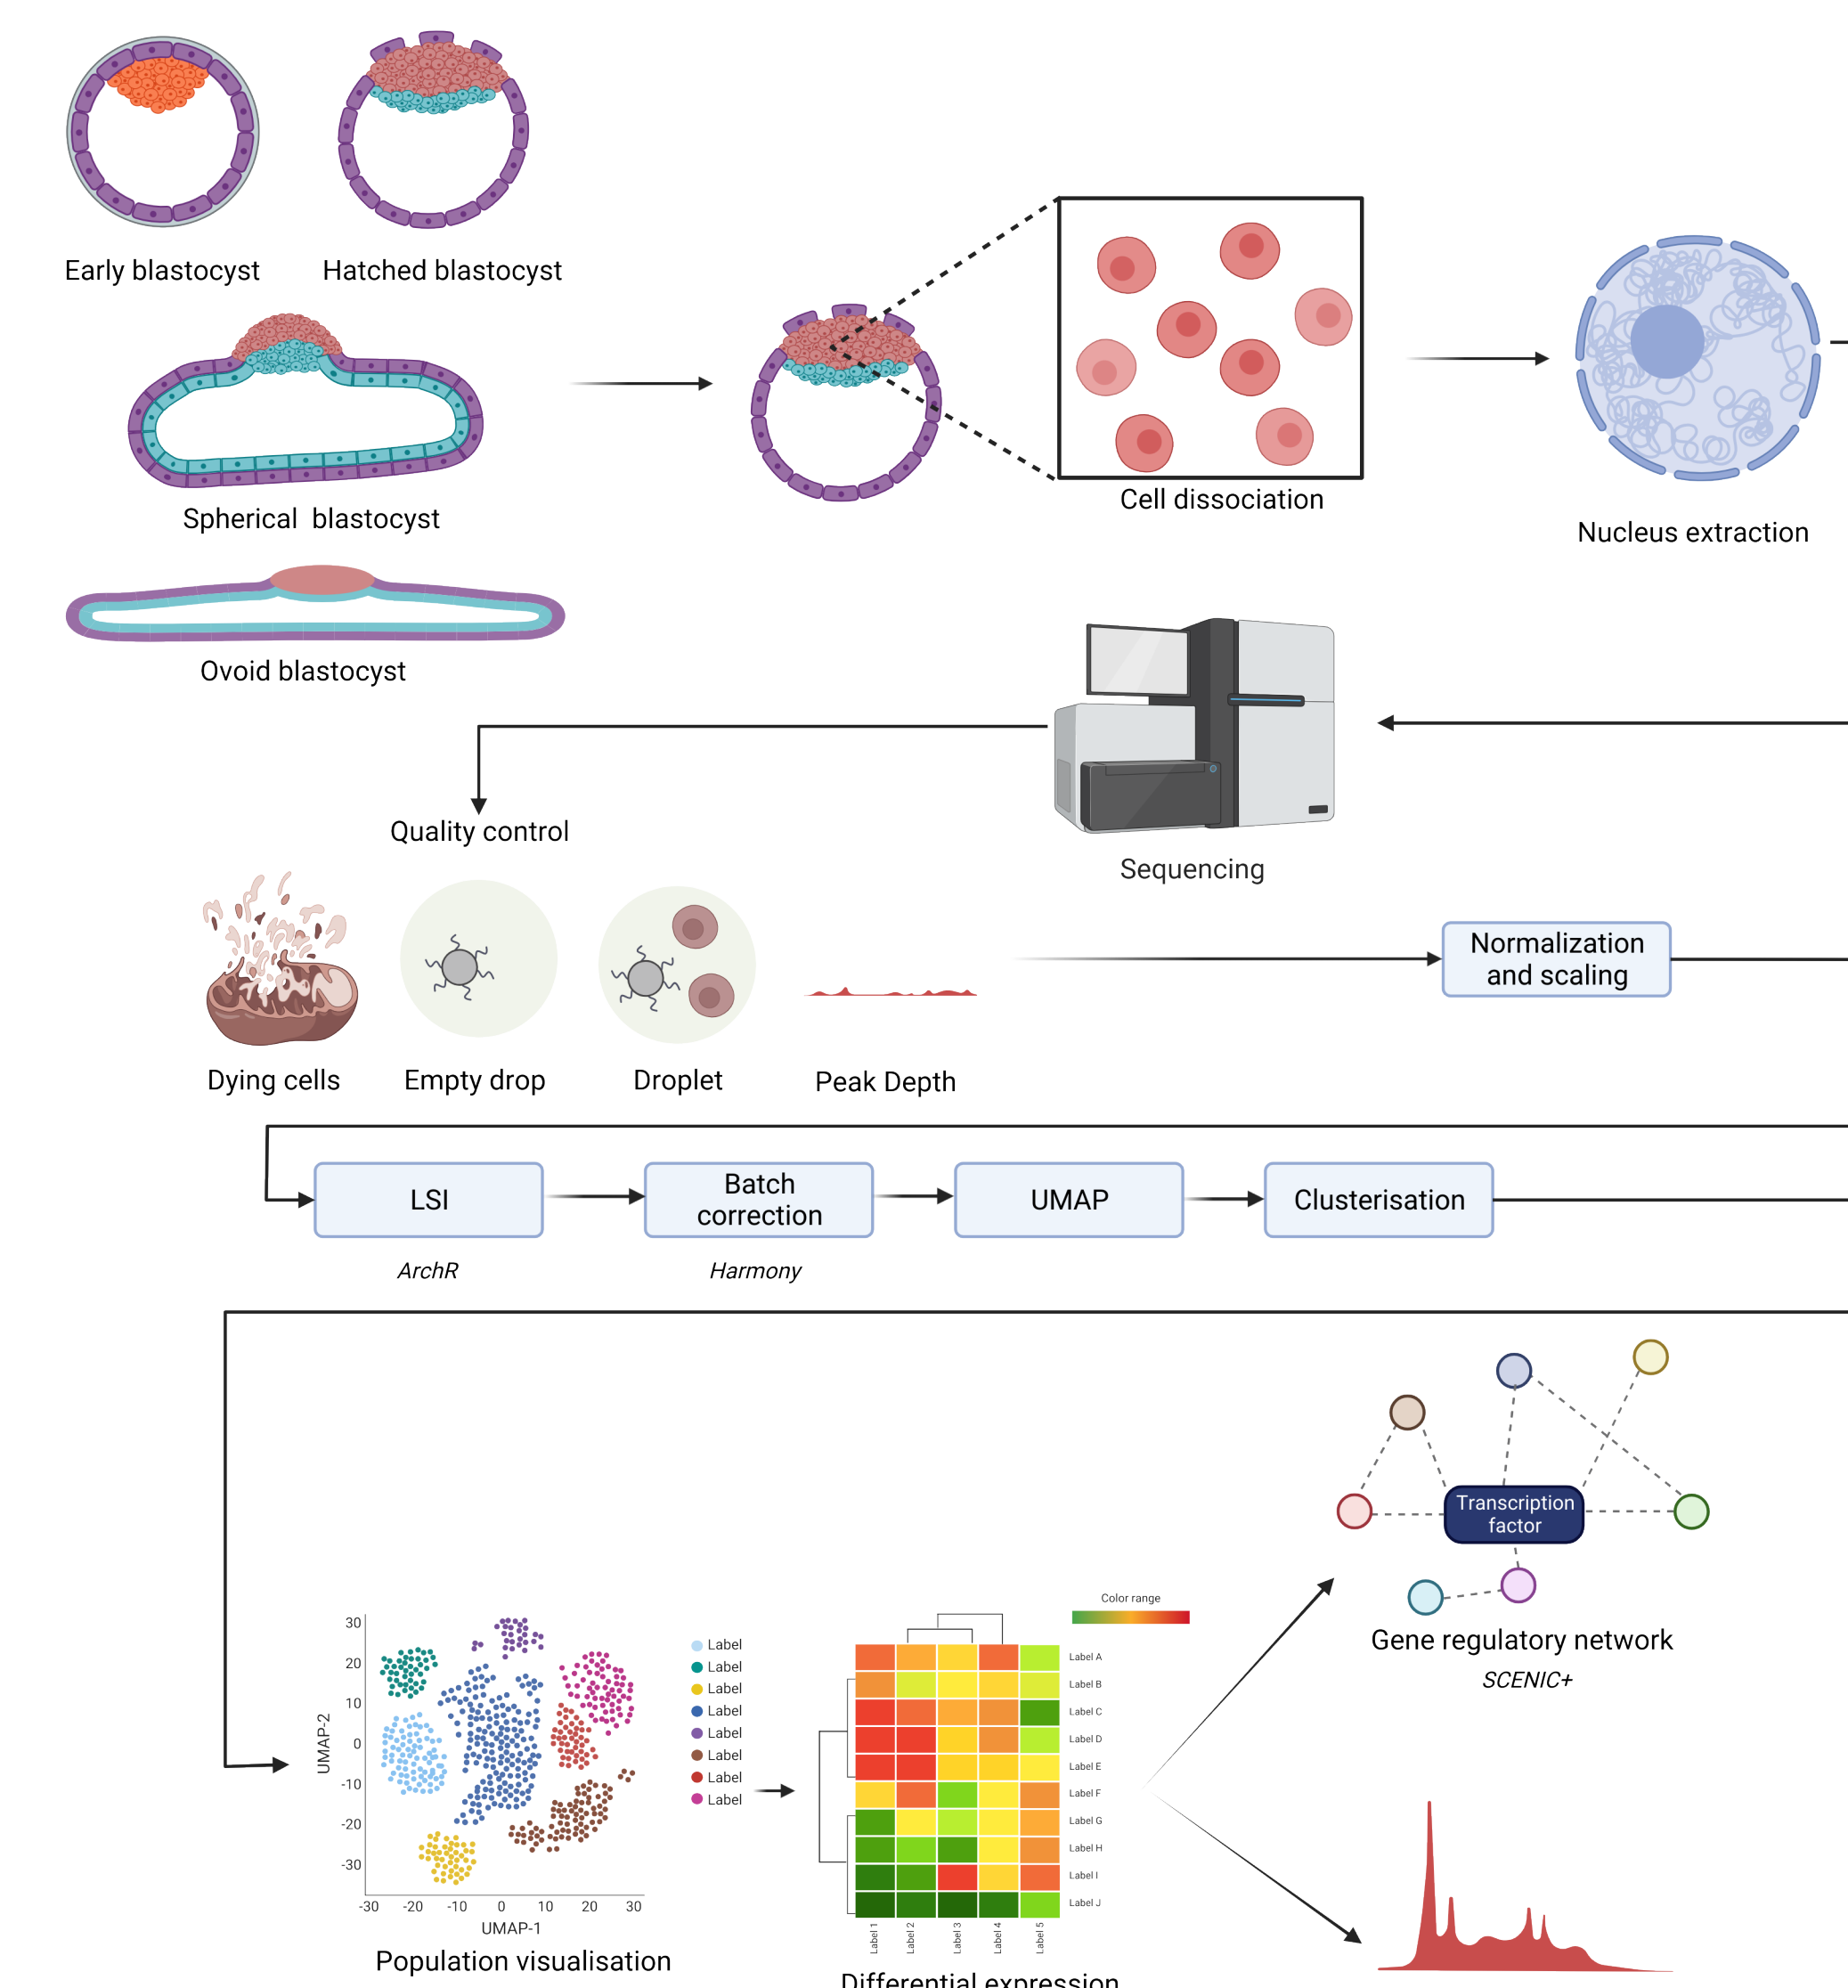 Early blastocyst
Hatched blastocyst
Spherical blastocyst
Ovoid blastocyst
Cell dissociation
Nucleus extraction
Sequencing
Quality control
Dying cells
Empty drop
Droplet
Peak Depth
Normalization
and scaling
LSI
ArchR
Batch
correction
Harmony
UMAP
Clusterisation
30
20
10
0
-10
-20
-30
UMAP-2
-30 -20 -10 0 10 20 30
UMAP-1
Label
Label
Label
Label
Label
Label
Label
Label
Population visualisation
Color range
Label A
Label B
Label C
Label D
Label E
Label F
Label G
Label H
Label I
Label J
Label 1
Label 2
Label 3
Label 4
Label 5
Differential expression
Transcription
factor
Gene regulatory network
SCENIC+